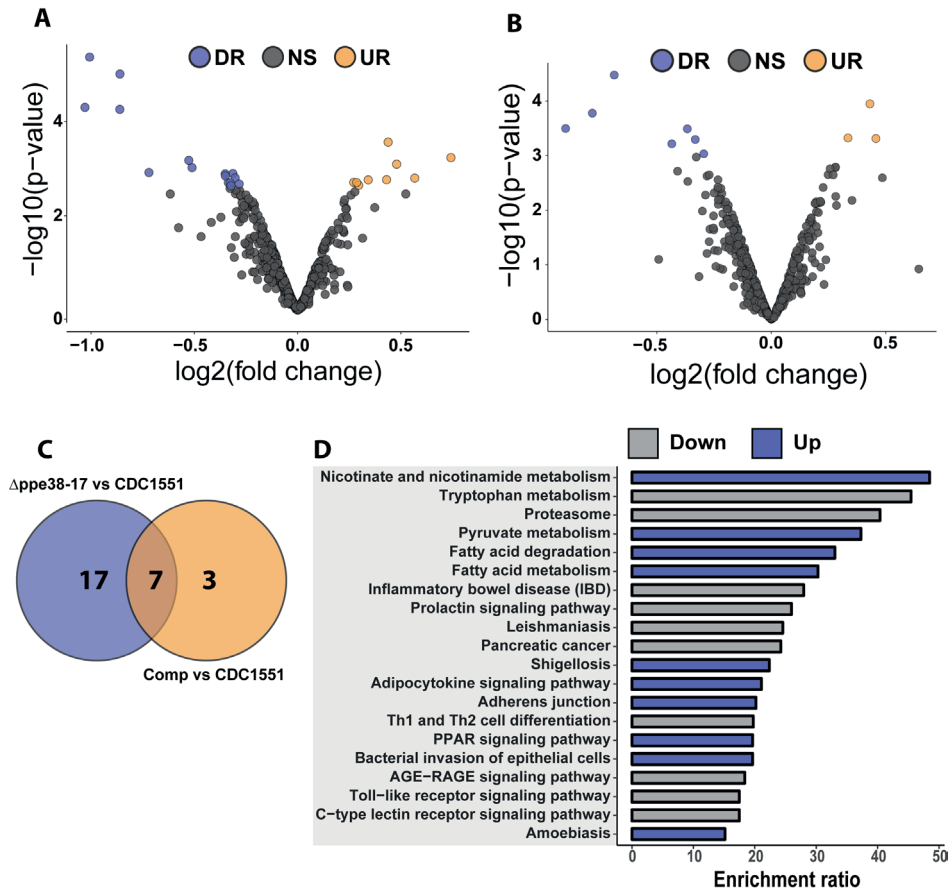 A
DR NS UR
−log10(p−value)
4
2
0
−1.0 −0.5 0.0 0.5
log2(fold change)
B
DR NS UR
−log10(p−value)
4
3
2
1
0
−0.5 0.0 0.5
log2(fold change)
C
Δppe38-17 vs CDC1551
17 7 3
Comp vs CDC1551
D
Down Up
Nicotinate and nicotinamide metabolism
Tryptophan metabolism
Proteasome
Pyruvate metabolism
Fatty acid degradation
Fatty acid metabolism
Inflammatory bowel disease (IBD)
Prolactin signaling pathway
Leishmaniasis
Pancreatic cancer
Shigellosis
Adipocytokine signaling pathway
Adherens junction
Th1 and Th2 cell differentiation
PPAR signaling pathway
Bacterial invasion of epithelial cells
AGE−RAGE signaling pathway
Toll−like receptor signaling pathway
C−type lectin receptor signaling pathway
Amoebiasis
0 10 20 30 40 50
Enrichment ratio